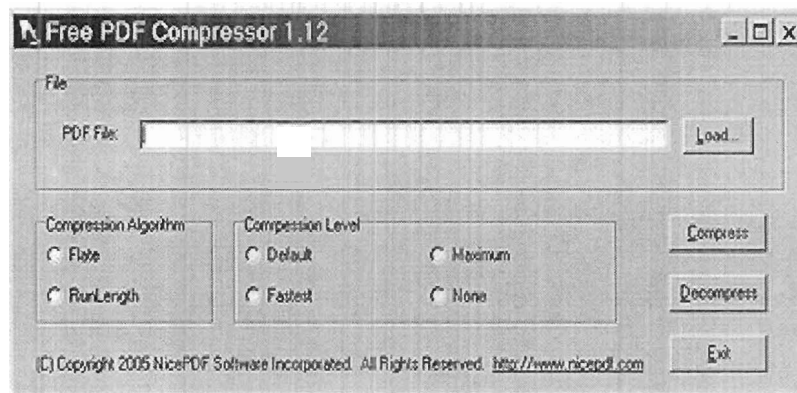 Free PDF Compressor 1.12
File
PDF File:
Load...
Compression Algorithm
Compession Level
Flate
Default
Maximum
Compress
RunLength
Fastest
None
Decompress
Exit
(C) Copyright 2005 NicePDF Software Incorporated. All Rights Reserved. http://www.nicepdf.com